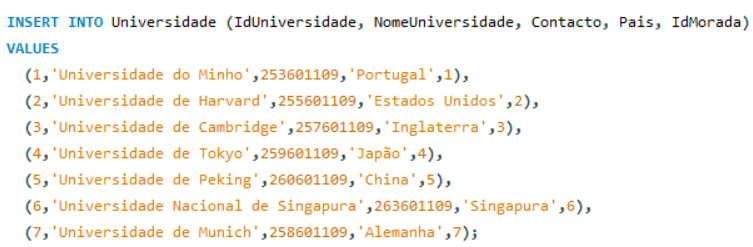 INSERT INTO Universidade (IdUniversidade, NomeUniversidade, Contacto, Pais, IdMorada)
VALUES
(1,'Universidade do Minho',253601109,'Portugal',1),
(2,'Universidade de Harvard',255601109,'Estados Unidos',2),
(3,'Universidade de Cambridge',257601109,'Inglaterra',3),
(4,'Universidade de Tokyo',259601109,'Japão',4),
(5,'Universidade de Peking',260601109,'China',5),
(6,'Universidade Nacional de Singapura',263601109,'Singapura',6),
(7,'Universidade de Munich',258601109,'Alemanha',7);